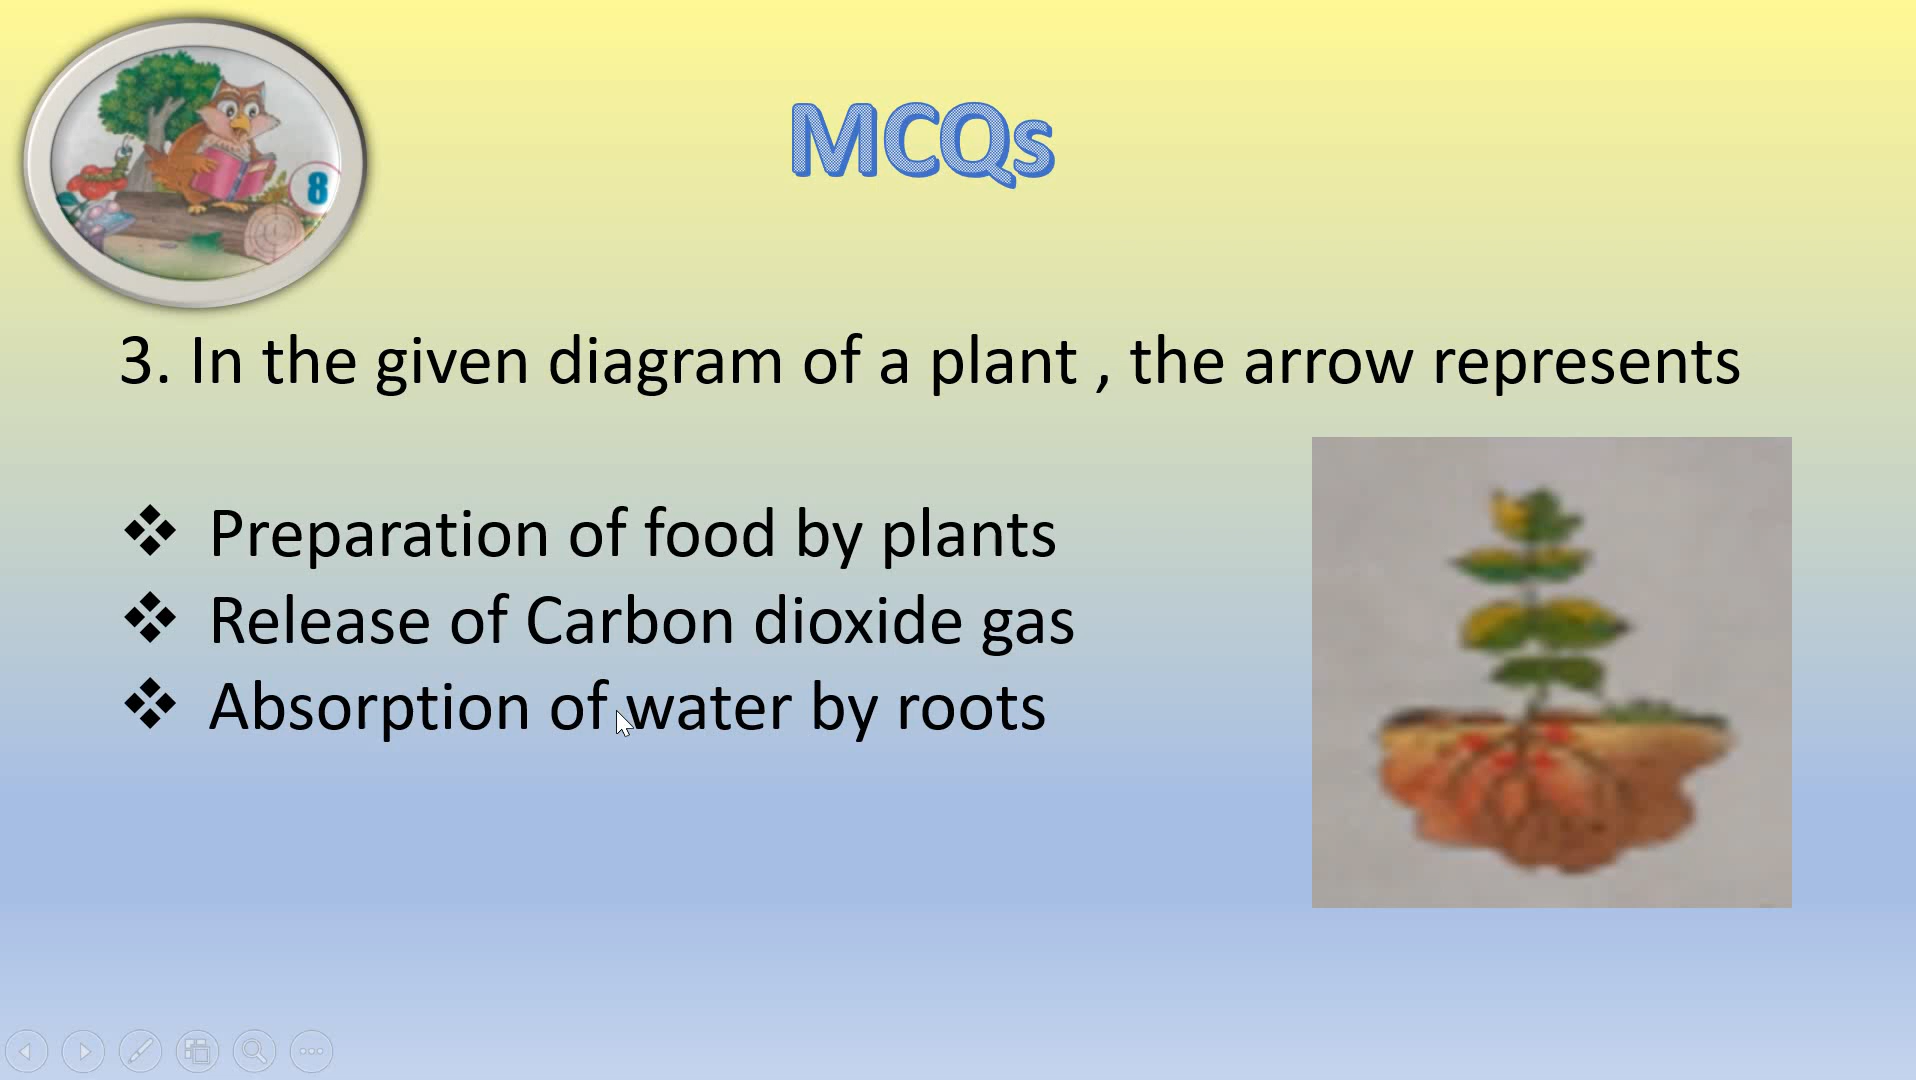 8
MCQs
3. In the given diagram of a plant , the arrow represents
❖ Preparation of food by plants
❖ Release of Carbon dioxide gas
❖ Absorption of water by roots